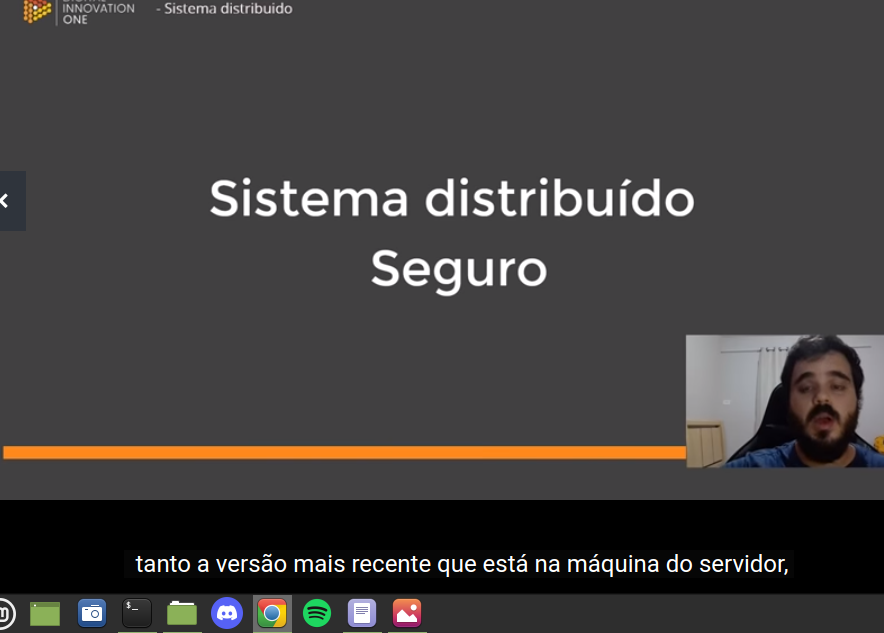 INNOVATION
ONE
- Sistema distribuido
Sistema distribuído
Seguro
tanto a versão mais recente que está na máquina do servidor,
$_